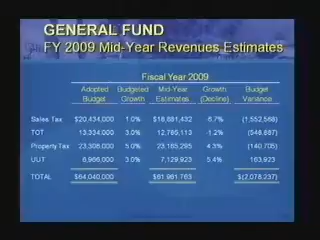 GENERAL FUND
FY 2009 Mid-Year Revenues Estimates
Fiscal Year 2009
Adopted Budget Budgeted Growth Mid-Year Estimates Growth (Decline) Budget Variance
Sales Tax $20,434,000 1.0% $18,881,432 -6.7% (1,552,568)
TOT 13,334,000 3.0% 12,785,113 -1.2% (548,887)
Property Tax 23,306,000 5.0% 23,165,295 4.3% (140,705)
UUT 6,966,000 3.0% 7,129,923 5.4% 163,923
TOTAL $64,040,000 $61,961,763 $(2,078,237)